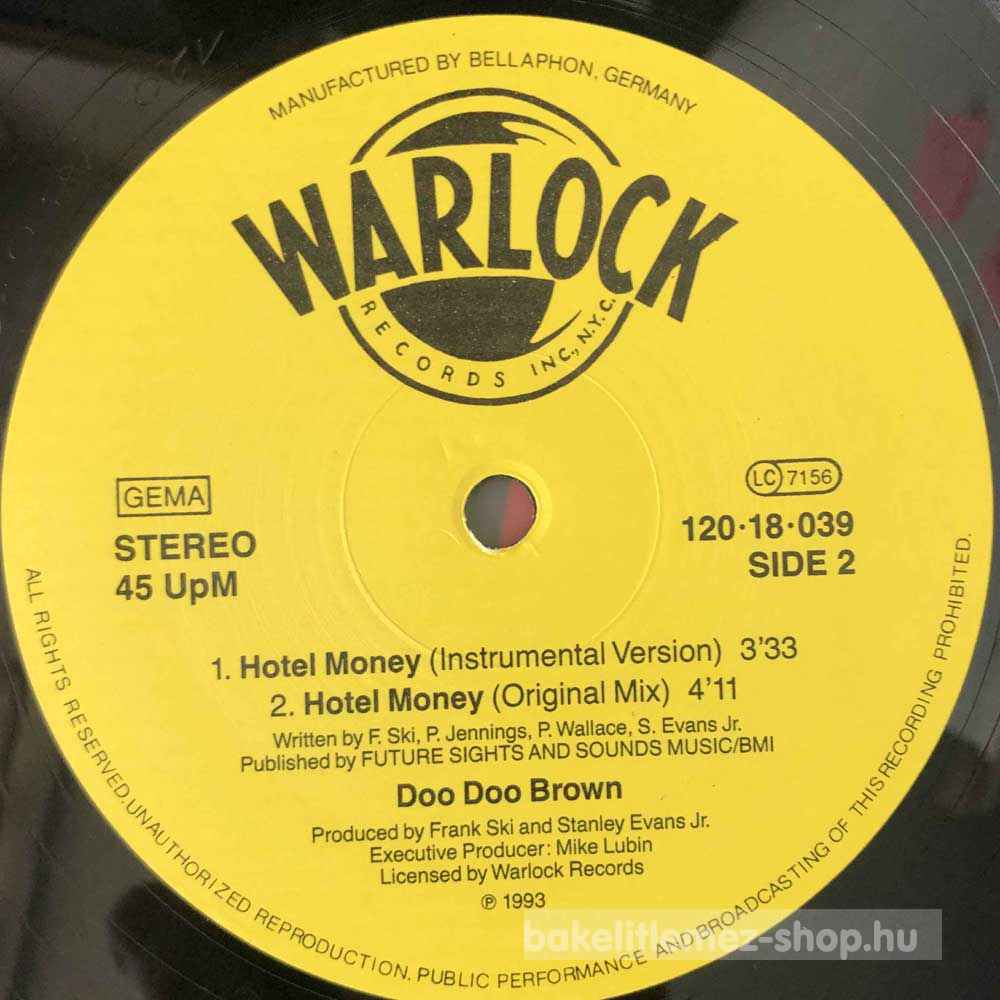 MANUFACTURED BY BELLAPHON, GERMANY
WARLOCK
RECORDS INC., N.Y.C.
GEMA
STEREO
45 UpM
LC 7156
120·18·039
SIDE 2
1. Hotel Money (Instrumental Version) 3'33
2. Hotel Money (Original Mix) 4'11
Written by F. Ski, P. Jennings, P. Wallace, S. Evans Jr.
Published by FUTURE SIGHTS AND SOUNDS MUSIC/BMI
Doo Doo Brown
Produced by Frank Ski and Stanley Evans Jr.
Executive Producer: Mike Lubin
Licensed by Warlock Records
℗ 1993
ALL RIGHTS RESERVED. UNAUTHORIZED REPRODUCTION, PUBLIC PERFORMANCE AND BROADCASTING OF THIS RECORDING PROHIBITED.
bakelitlemez-shop.hu